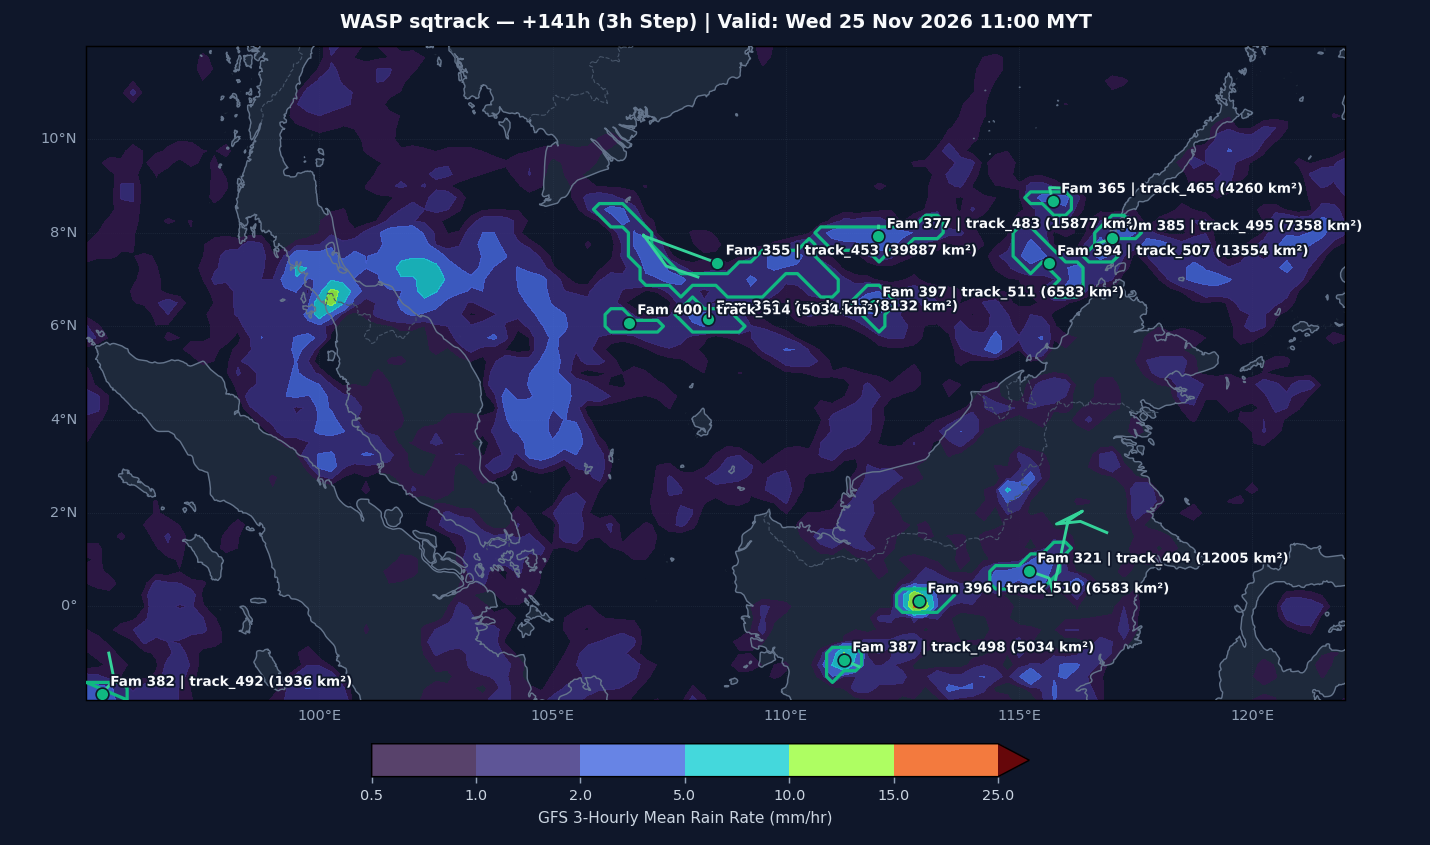 WASP sqtrack — +141h (3h Step) | Valid: Wed 25 Nov 2026 11:00 MYT
10°N
8°N
6°N
4°N
2°N
0°
Fam 365 | track_465 (4260 km²)
Fam 377 | track_483 (15877 km²)
385 | track_495 (7358 km²)
Fam 355 | track_453 (39887 km²)
Fam 394 | track_507 (13554 km²)
Fam 397 | track_511 (6583 km²)
(8132 km²)
Fam 400 | track_514 (5034 km²)
Fam 321 | track_404 (12005 km²)
Fam 396 | track_510 (6583 km²)
Fam 387 | track_498 (5034 km²)
Fam 382 | track_492 (1936 km²)
100°E 105°E 110°E 115°E 120°E
0.5 1.0 2.0 5.0 10.0 15.0 25.0
GFS 3-Hourly Mean Rain Rate (mm/hr)